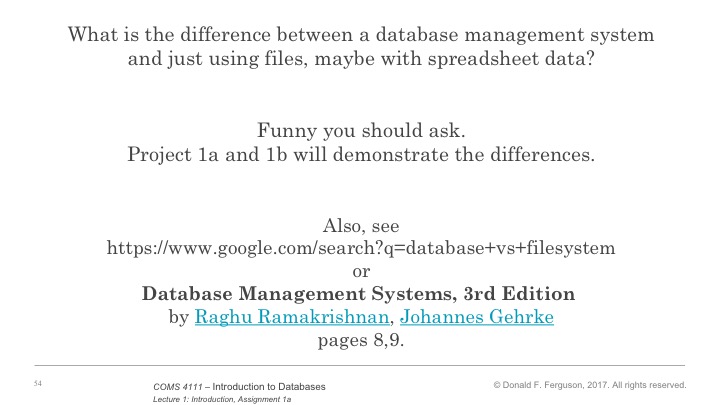 What is the difference between a database management system
and just using files, maybe with spreadsheet data?
Funny you should ask.
Project 1a and 1b will demonstrate the differences.
Also, see
https://www.google.com/search?q=database+vs+filesystem
or
Database Management Systems, 3rd Edition
by Raghu Ramakrishnan, Johannes Gehrke
pages 8,9.
54
COMS 4111 – Introduction to Databases
Lecture 1: Introduction, Assignment 1a
© Donald F. Ferguson, 2017. All rights reserved.